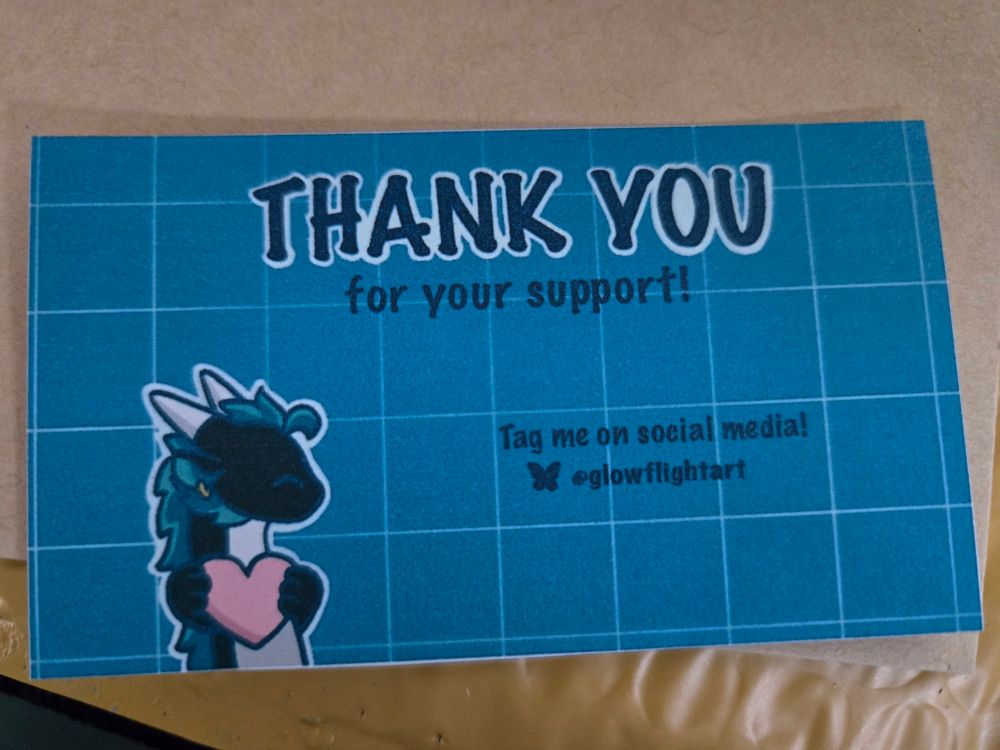 THANK YOU
for your support!
Tag me on social media!
@glowflightart